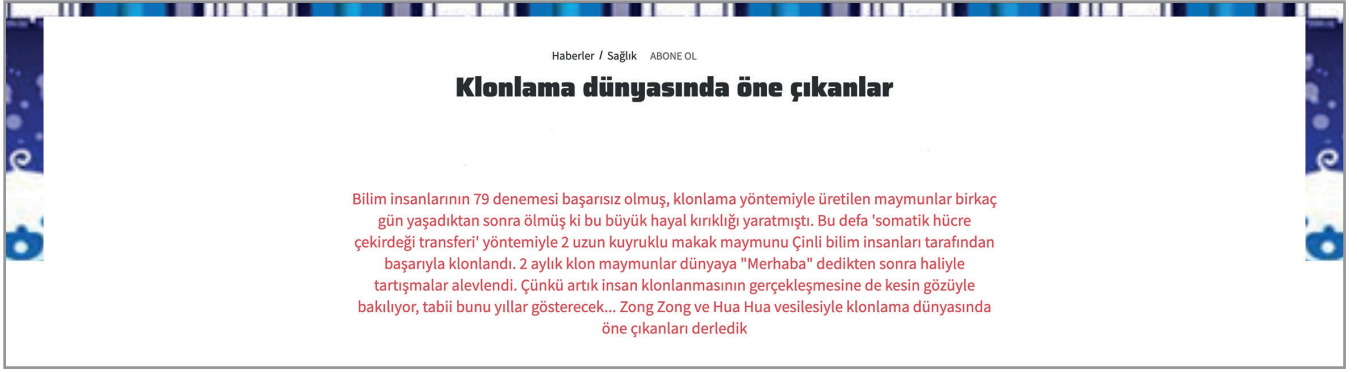 Haberler / Sağlık ABONE OL
Klonlama dünyasında öne çıkanlar
Bilim insanlarının 79 denemesi başarısız olmuş, klonlama yöntemiyle üretilen maymunlar birkaç
gün yaşadıktan sonra ölmüş ki bu büyük hayal kırıklığı yaratmıştı. Bu defa 'somatik hücre
çekirdeği transferi' yöntemiyle 2 uzun kuyruklu makak maymunu Çinli bilim insanları tarafından
başarıyla klonlandı. 2 aylık klon maymunlar dünyaya "Merhaba" dedikten sonra haliyle
tartışmalar alevlendi. Çünkü artık insan klonlanmasının gerçekleşmesine de kesin gözüyle
bakılıyor, tabii bunu yıllar gösterecek... Zong Zong ve Hua Hua vesilesiyle klonlama dünyasında
öne çıkanları derledik